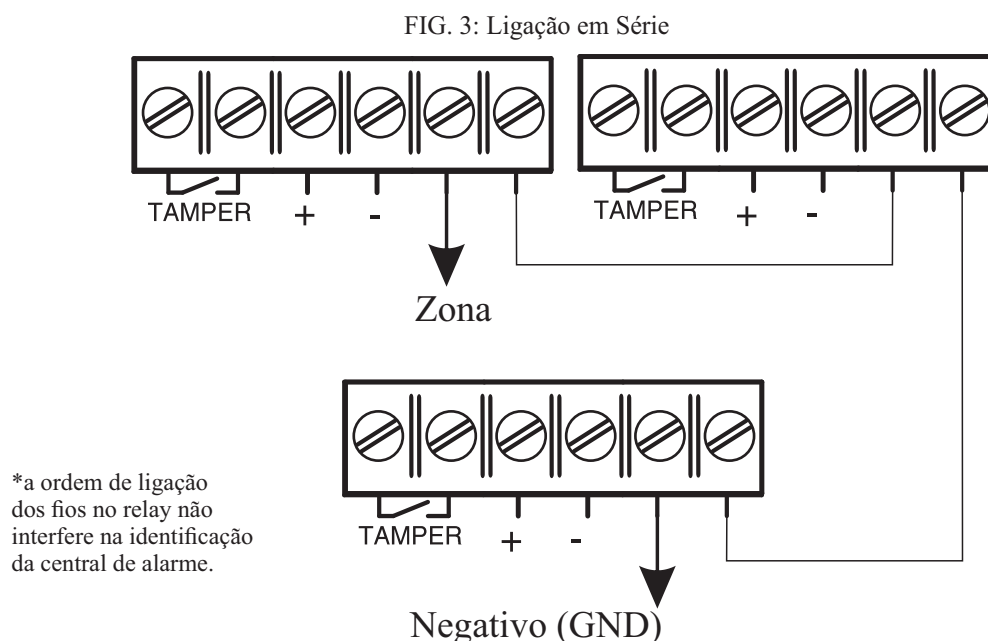 FIG. 3: Ligação em Série
TAMPER + -
TAMPER + -
Zona
*a ordem de ligação
dos fios no relay não
interfere na identificação
da central de alarme.
TAMPER + -
Negativo (GND)